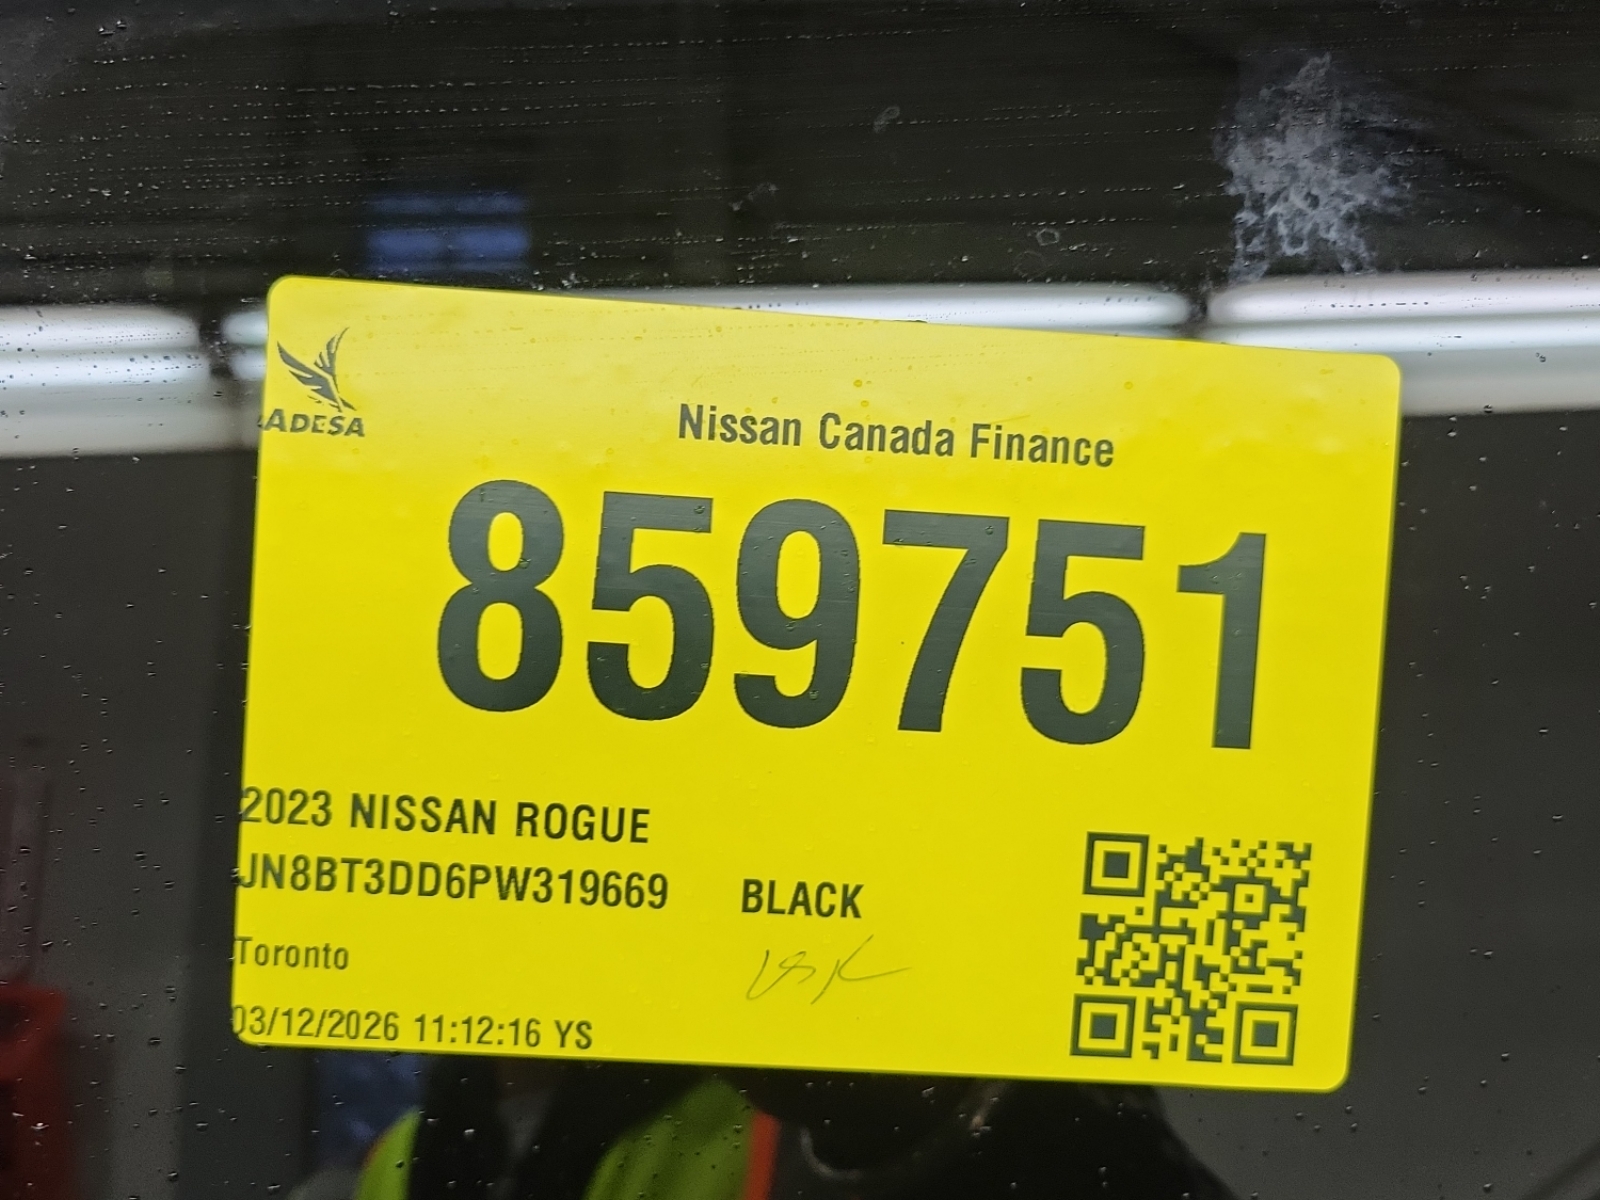 ADESA
Nissan Canada Finance
859751
2023 NISSAN ROGUE
JN8BT3DD6PW319669 BLACK
Toronto
03/12/2026 11:12:16 YS